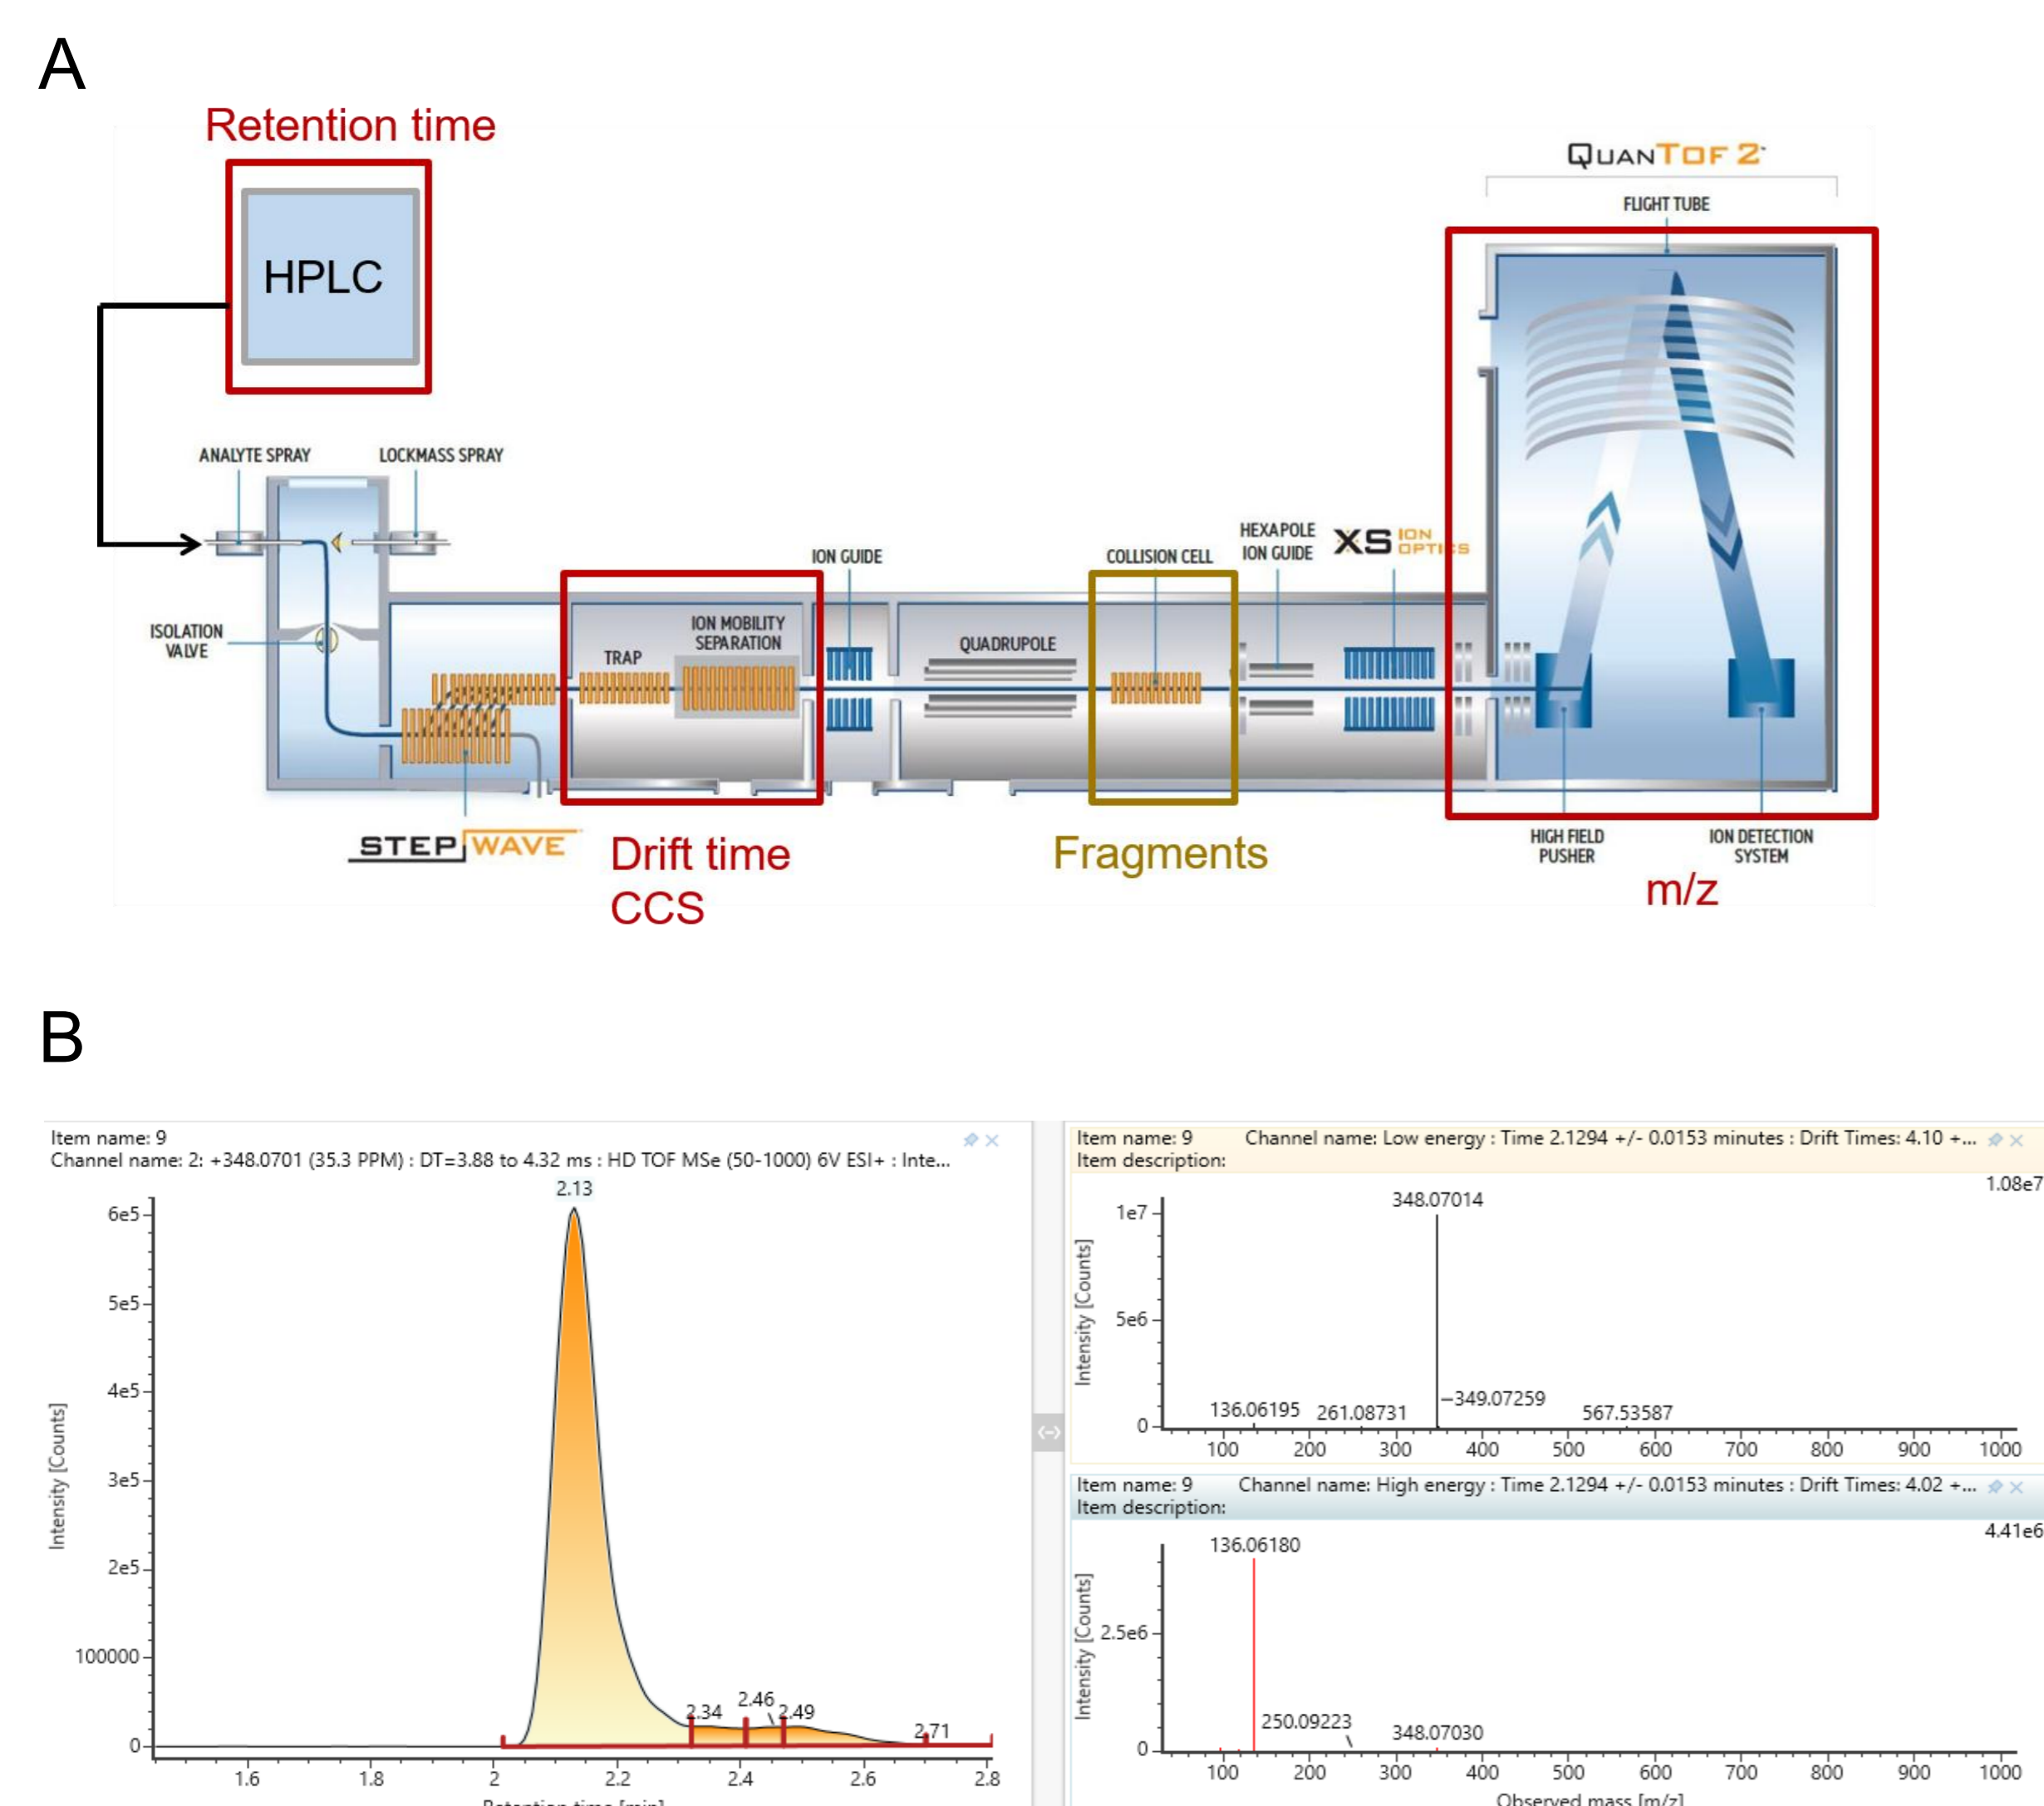 A
Retention time
HPLC
QUANTOF 2
FLIGHT TUBE
ANALYTE SPRAY
LOCKMASS SPRAY
ISOLATION
VALVE
TRAP
ION MOBILITY
SEPARATION
ION GUIDE
QUADRUPOLE
COLLISION CELL
HEXAPOLE
ION GUIDE
XS ION
OPTICS
STEPWAVE
Drift time
CCS
Fragments
HIGH FIELD
PUSHER
ION DETECTION
SYSTEM
m/z
B
Item name: 9
Channel name: 2: +348.0701 (35.3 PPM) : DT=3.88 to 4.32 ms : HD TOF MSe (50-1000) 6V ESI+ : Inte...
2.13
6e5
5e5
4e5
3e5
2e5
100000
0
Intensity [Counts]
2.34
2.46
2.49
2.71
1.6
1.8
2
2.2
2.4
2.6
2.8
Retention time [min]
Item name: 9 Channel name: Low energy : Time 2.1294 +/- 0.0153 minutes : Drift Times: 4.10 +...
Item description:
1.08e7
348.07014
1e7
5e6
0
Intensity [Counts]
136.06195
261.08731
349.07259
567.53587
100 200 300 400 500 600 700 800 900 1000
Item name: 9 Channel name: High energy : Time 2.1294 +/- 0.0153 minutes : Drift Times: 4.02 +...
Item description:
4.41e6
136.06180
2.5e6
0
Intensity [Counts]
250.09223
348.07030
100 200 300 400 500 600 700 800 900 1000
Observed mass [m/z]